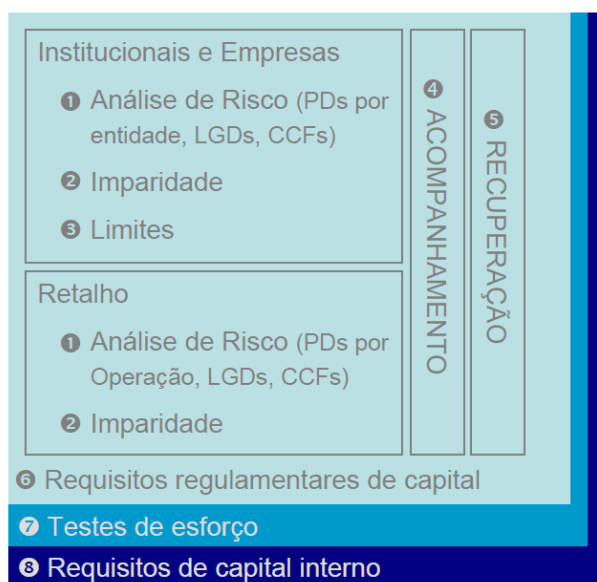 Institucionais e Empresas
❶ Análise de Risco (PDs por
entidade, LGDs, CCFs)
❷ Imparidade
❸ Limites
Retalho
❶ Análise de Risco (PDs por
Operação, LGDs, CCFs)
❷ Imparidade
❹ ACOMPANHAMENTO
❺ RECUPERAÇÃO
❻ Requisitos regulamentares de capital
❼ Testes de esforço
❽ Requisitos de capital interno